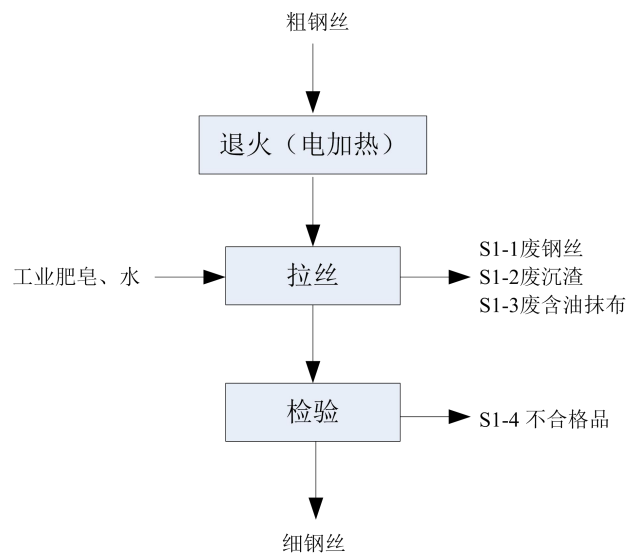 粗钢丝
退火（电加热）
工业肥皂、水
拉丝
S1-1废钢丝
S1-2废沉渣
S1-3废含油抹布
检验
S1-4 不合格品
细钢丝